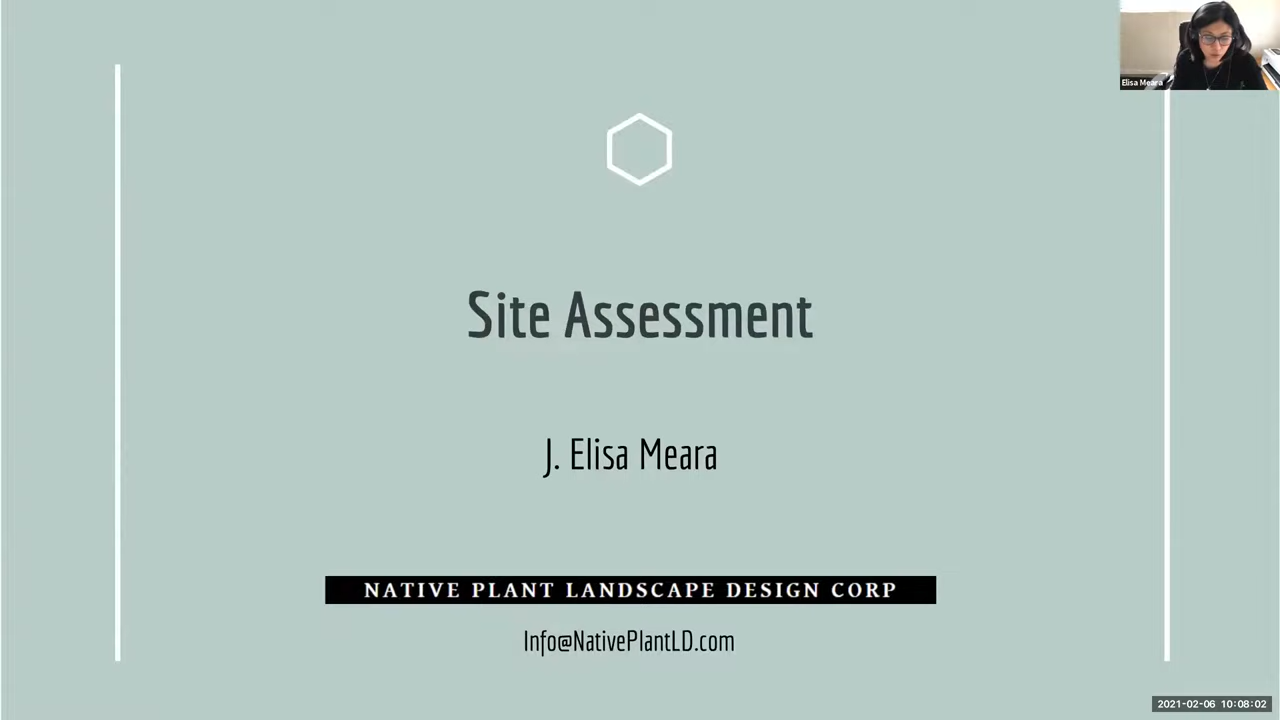 Elisa Meara
Site Assessment
J. Elisa Meara
NATIVE PLANT LANDSCAPE DESIGN CORP
Info@NativePlantLD.com
2021-02-06 10:08:02